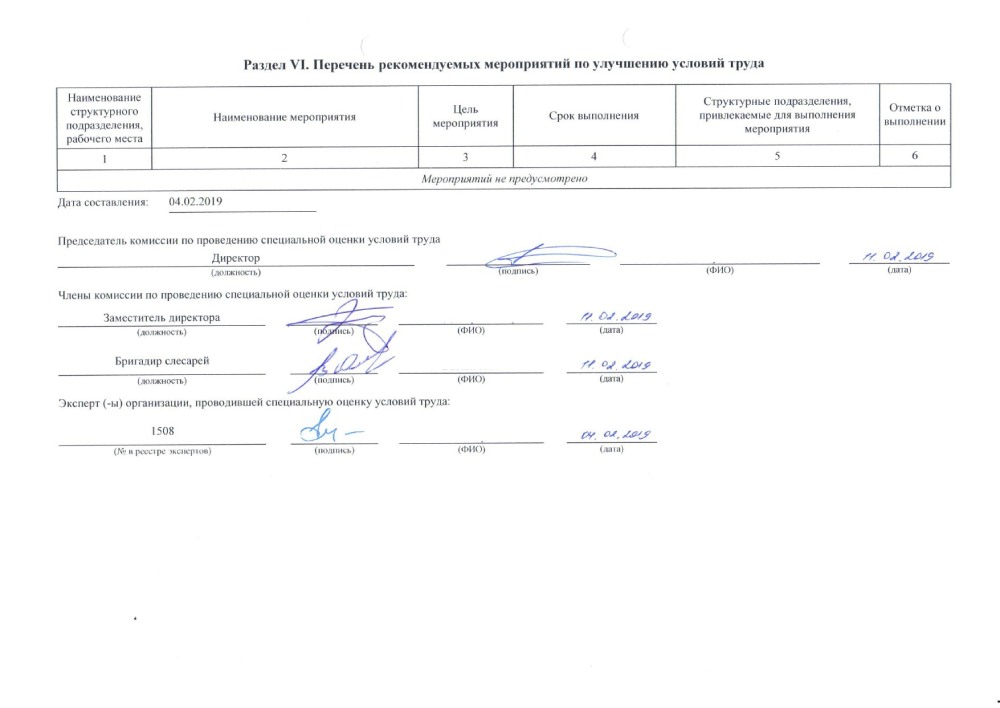 Раздел VI. Перечень рекомендуемых мероприятий по улучшению условий труда
Наименование структурного подразделения, рабочего места
Наименование мероприятия
Цель мероприятия
Срок выполнения
Структурные подразделения, привлекаемые для выполнения мероприятия
Отметка о выполнении
1 2 3 4 5 6
Мероприятий не предусмотрено
Дата составления: 04.02.2019
Председатель комиссии по проведению специальной оценки условий труда
Директор 11.02.2019
(должность) (подпись) (ФИО) (дата)
Члены комиссии по проведению специальной оценки условий труда:
Заместитель директора 11.02.2019
(должность) (подпись) (ФИО) (дата)
Бригадир слесарей 11.02.2019
(должность) (подпись) (ФИО) (дата)
Эксперт (-ы) организации, проводившей специальную оценку условий труда:
1508 04.02.2019
(№ в реестре экспертов) (подпись) (ФИО) (дата)